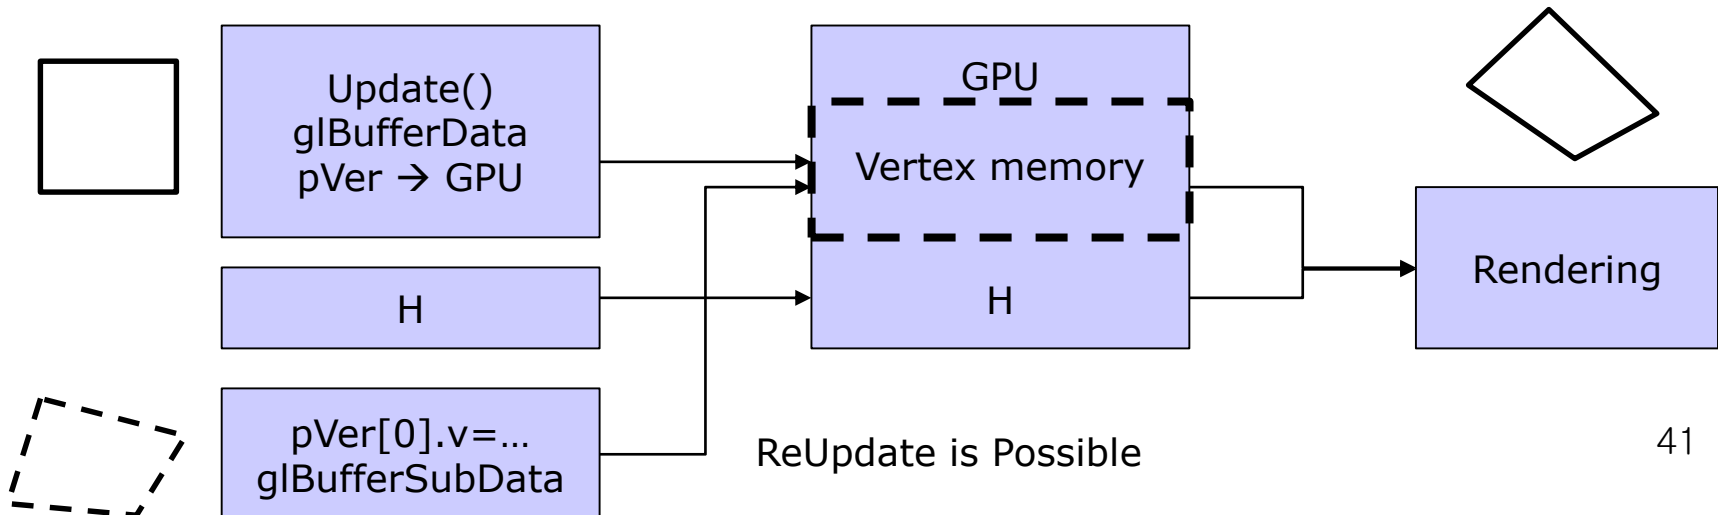 Update()
glBufferData
pVer → GPU
H
pVer[0].v=…
glBufferSubData
GPU
Vertex memory
H
ReUpdate is Possible
Rendering
41